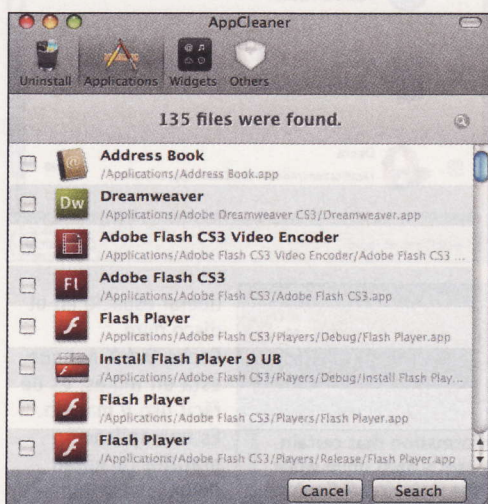 AppCleaner
Uninstall Applications Widgets Others
135 files were found.
Address Book
/Applications/Address Book.app
Dw
Dreamweaver
/Applications/Adobe Dreamweaver CS3/Dreamweaver.app
Adobe Flash CS3 Video Encoder
/Applications/Adobe Flash CS3 Video Encoder/Adobe Flash CS3 ...
Fl
Adobe Flash CS3
/Applications/Adobe Flash CS3/Adobe Flash CS3.app
Flash Player
/Applications/Adobe Flash CS3/Players/Debug/Flash Player.app
Install Flash Player 9 UB
/Applications/Adobe Flash CS3/Players/Debug/Install Flash Play...
Flash Player
/Applications/Adobe Flash CS3/Players/Flash Player.app
Flash Player
/Applications/Adobe Flash CS3/Players/Release/Flash Player.app
Cancel Search